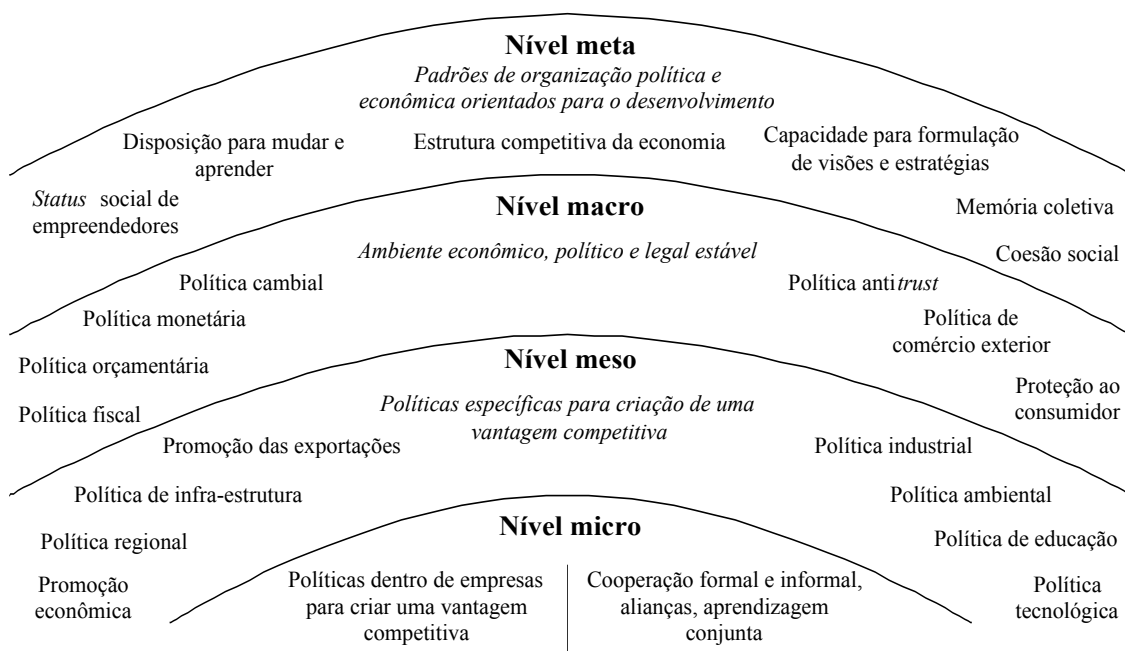 Nível meta
Padrões de organização política e
econômica orientados para o desenvolvimento
Disposição para mudar e
aprender
Estrutura competitiva da economia
Capacidade para formulação
de visões e estratégias
Status social de
empreendedores
Memória coletiva
Coesão social
Nível macro
Ambiente econômico, político e legal estável
Política cambial
Política antitrust
Política monetária
Política de
comércio exterior
Política orçamentária
Proteção ao
consumidor
Política fiscal
Nível meso
Políticas específicas para criação de uma
vantagem competitiva
Promoção das exportações
Política industrial
Política de infra-estrutura
Política ambiental
Política regional
Política de educação
Promoção
econômica
Política
tecnológica
Nível micro
Políticas dentro de empresas
para criar uma vantagem
competitiva
Cooperação formal e informal,
alianças, aprendizagem
conjunta